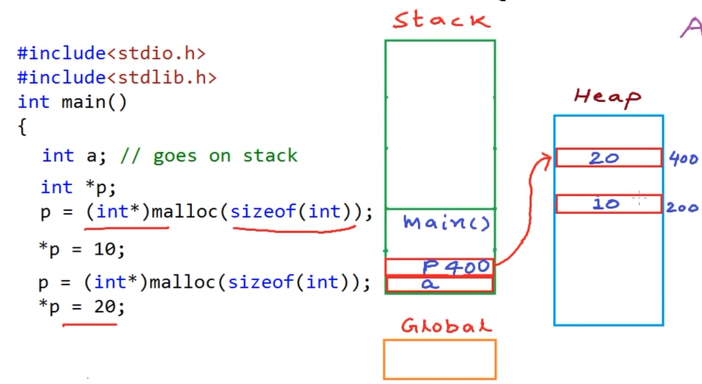 #include<stdio.h>
#include<stdlib.h>
int main()
{
int a; // goes on stack
int *p;
p = (int*)malloc(sizeof(int));
*p = 10;
p = (int*)malloc(sizeof(int));
*p = 20;
Stack
main()
P 400
a
Global
Heap
20 400
10 200
A